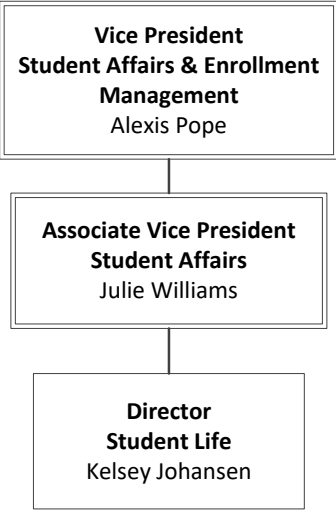 Vice President
Student Affairs & Enrollment
Management
Alexis Pope
Associate Vice President
Student Affairs
Julie Williams
Director
Student Life
Kelsey Johansen